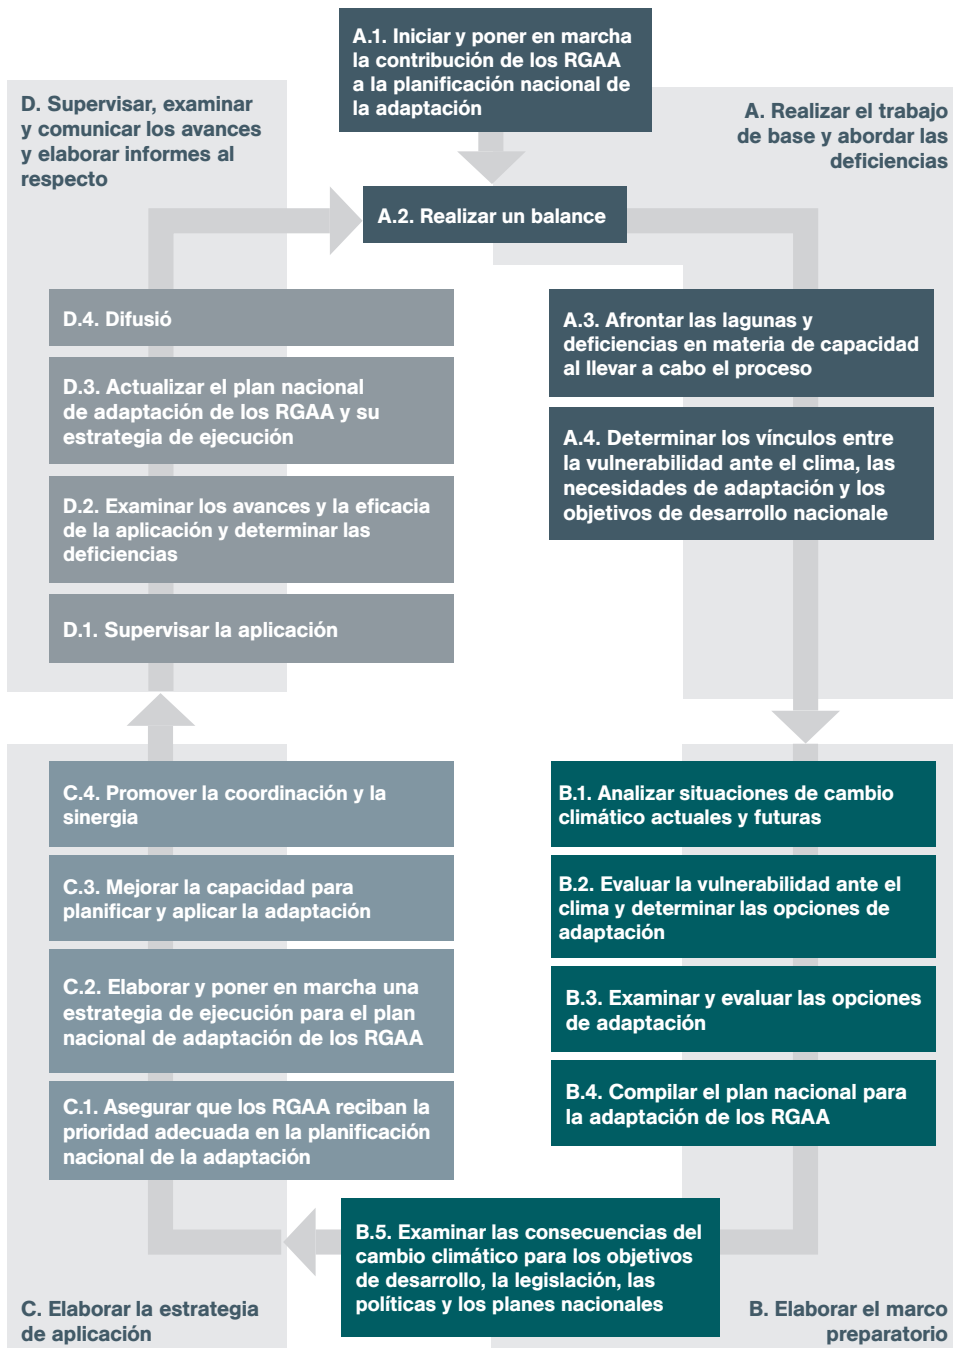 A.1. Iniciar y poner en marcha
la contribución de los RGAA
a la planificación nacional de
la adaptación
D. Supervisar, examinar
y comunicar los avances
y elaborar informes al
respecto
A. Realizar el trabajo
de base y abordar las
deficiencias
A.2. Realizar un balance
A.3. Afrontar las lagunas y
deficiencias en materia de capacidad
al llevar a cabo el proceso
A.4. Determinar los vínculos entre
la vulnerabilidad ante el clima, las
necesidades de adaptación y los
objetivos de desarrollo nacionale
D.4. Difusió
D.3. Actualizar el plan nacional
de adaptación de los RGAA y su
estrategia de ejecución
D.2. Examinar los avances y la eficacia
de la aplicación y determinar las
deficiencias
D.1. Supervisar la aplicación
B.1. Analizar situaciones de cambio
climático actuales y futuras
B.2. Evaluar la vulnerabilidad ante el
clima y determinar las opciones de
adaptación
B.3. Examinar y evaluar las opciones
de adaptación
B.4. Compilar el plan nacional para
la adaptación de los RGAA
C.4. Promover la coordinación y la
sinergia
C.3. Mejorar la capacidad para
planificar y aplicar la adaptación
C.2. Elaborar y poner en marcha una
estrategia de ejecución para el plan
nacional de adaptación de los RGAA
C.1. Asegurar que los RGAA reciban la
prioridad adecuada en la planificación
nacional de la adaptación
B.5. Examinar las consecuencias del
cambio climático para los objetivos
de desarrollo, la legislación, las
políticas y los planes nacionales
C. Elaborar la estrategia
de aplicación
B. Elaborar el marco
preparatorio